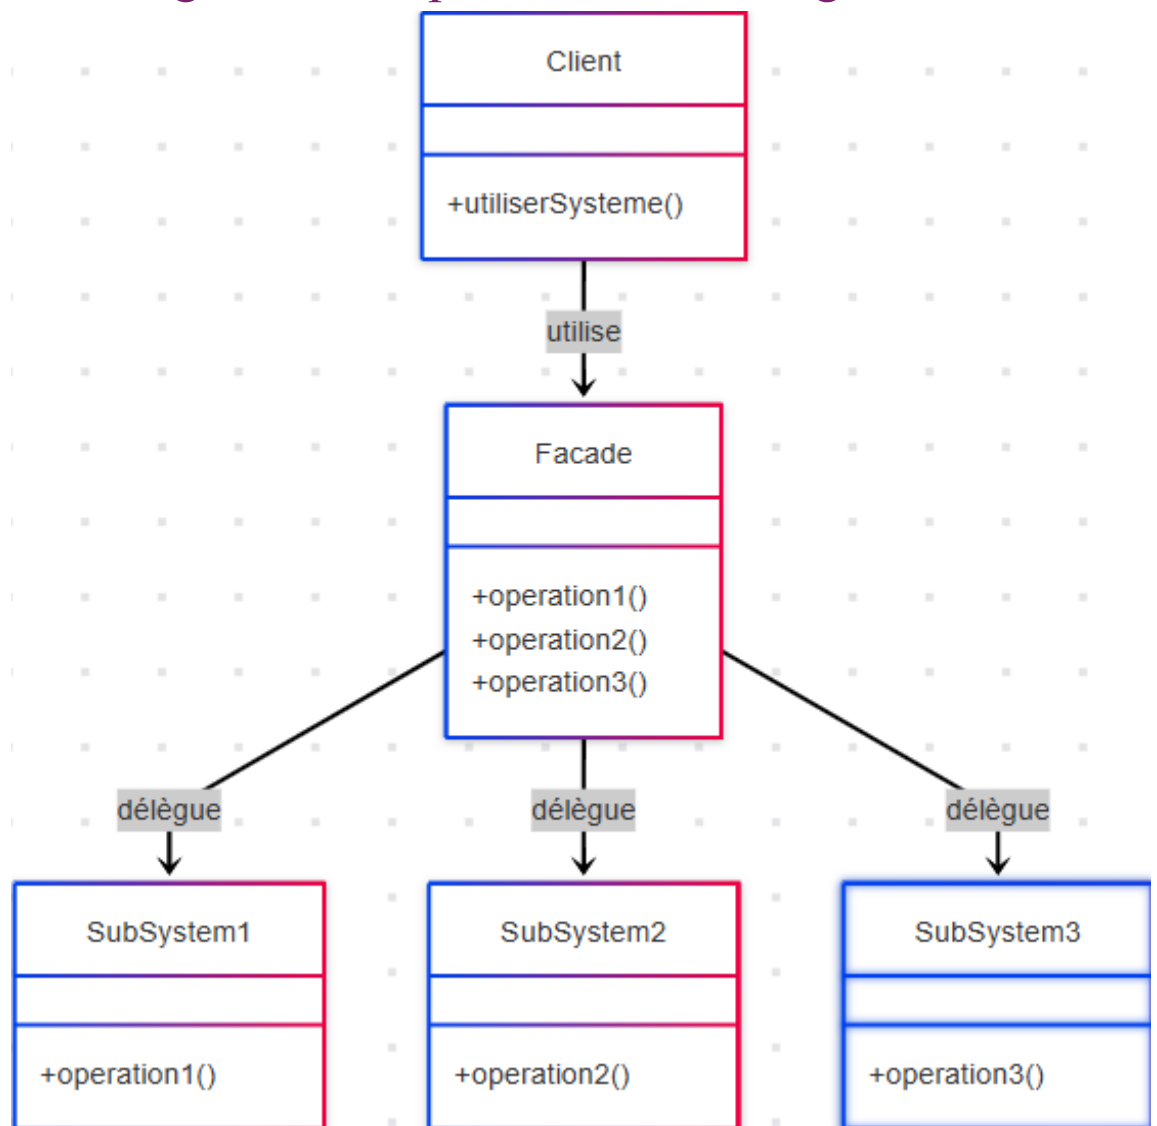 Client
+utiliserSysteme()
utilise
Facade
+operation1()
+operation2()
+operation3()
délègue
délègue
délègue
SubSystem1
SubSystem2
SubSystem3
+operation1()
+operation2()
+operation3()